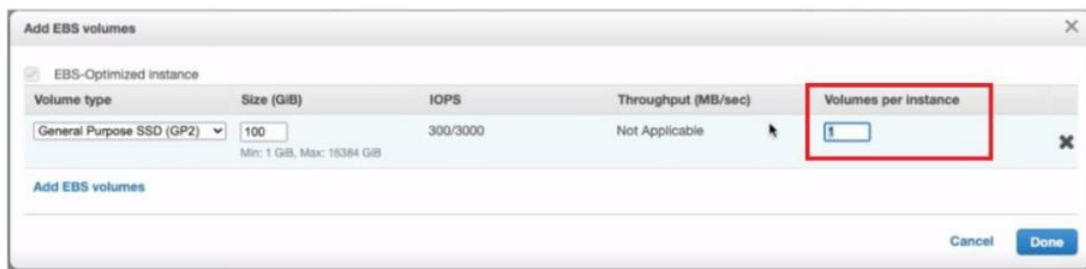 Add EBS volumes
EBS-Optimized instance
Volume type Size (GiB) IOPS Throughput (MB/sec) Volumes per instance
General Purpose SSD (GP2) 100 300/3000 Not Applicable 1
Min: 1 GiB, Max: 16384 GiB
Add EBS volumes
Cancel Done